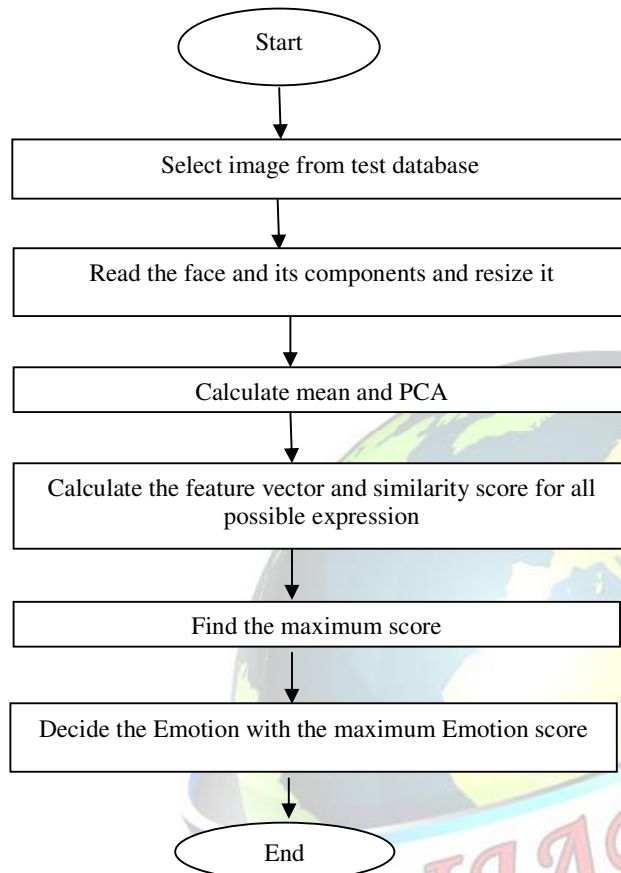 Start
Select image from test database
Read the face and its components and resize it
Calculate mean and PCA
Calculate the feature vector and similarity score for all
possible expression
Find the maximum score
Decide the Emotion with the maximum Emotion score
End